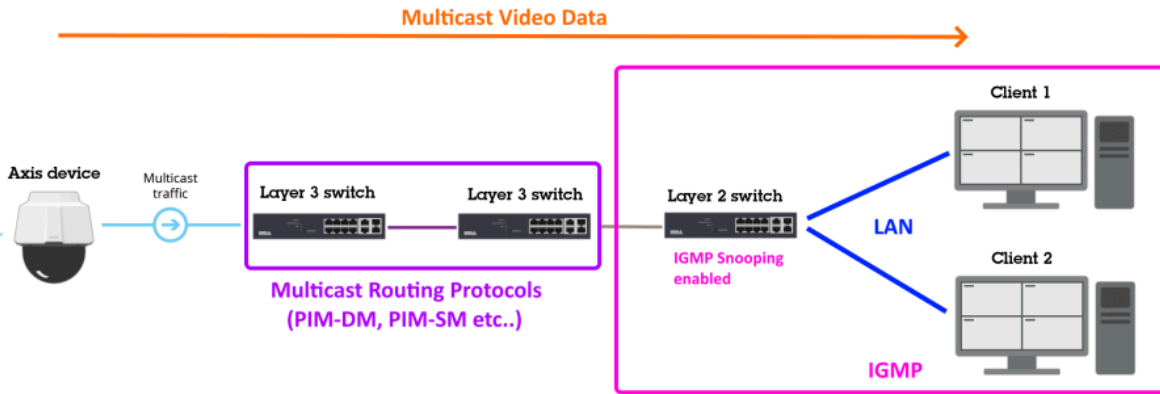 Multicast Video Data
Axis device
Multicast
traffic
Layer 3 switch
Layer 3 switch
Multicast Routing Protocols
(PIM-DM, PIM-SM etc..)
Layer 2 switch
IGMP Snooping
enabled
LAN
Client 1
Client 2
IGMP